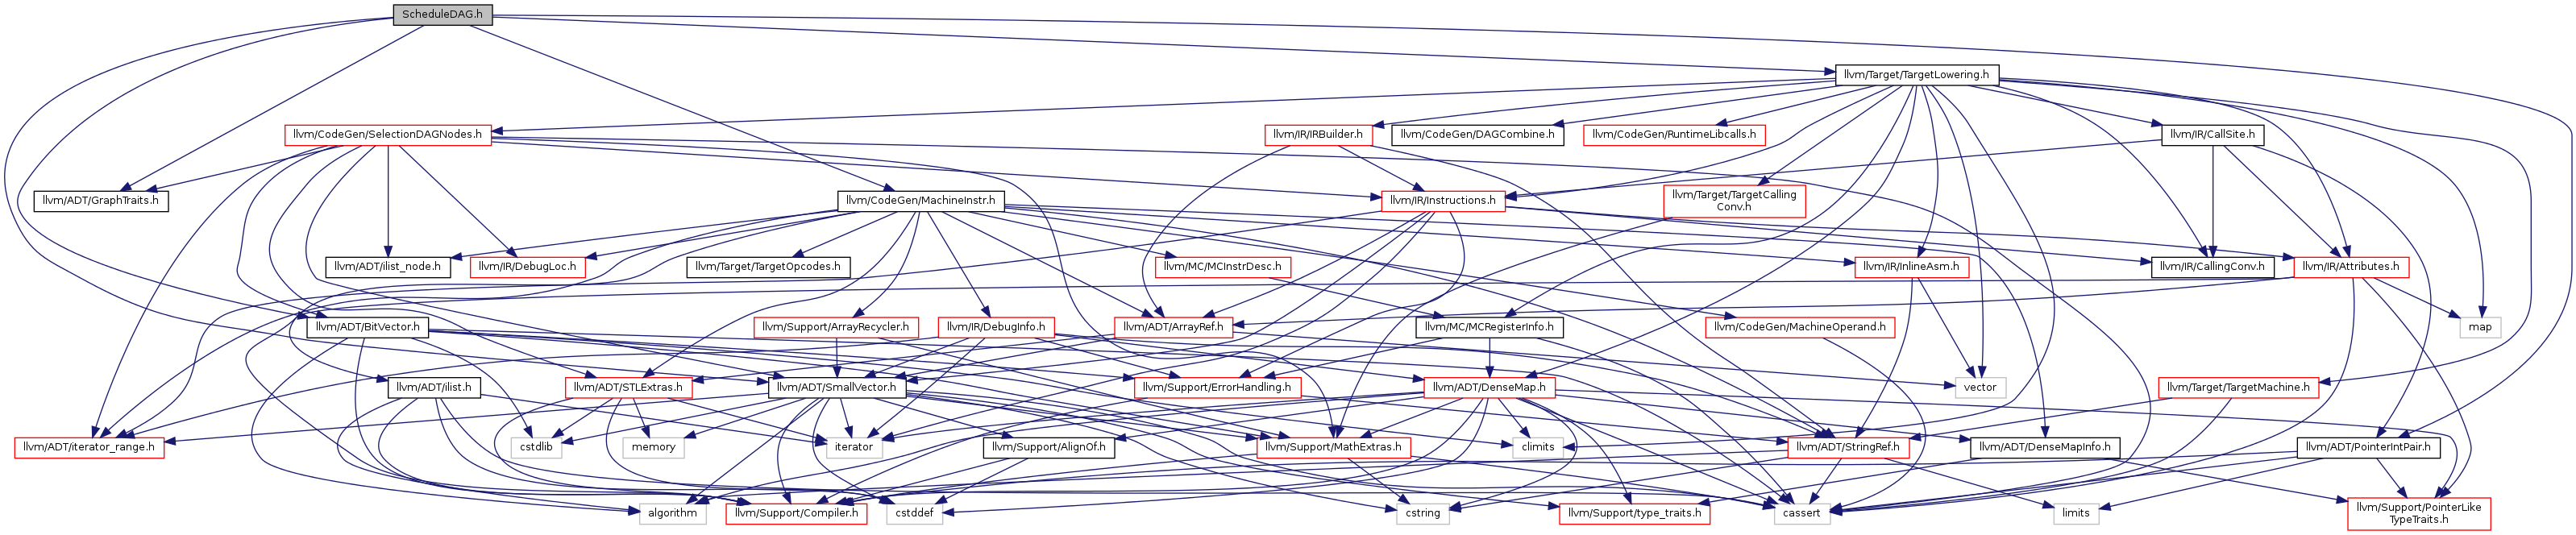 ScheduleDAG.h
llvm/Target/TargetLowering.h
llvm/CodeGen/SelectionDAGNodes.h
llvm/IR/IRBuilder.h
llvm/CodeGen/DAGCombine.h
llvm/CodeGen/RuntimeLibcalls.h
llvm/IR/CallSite.h
llvm/ADT/GraphTraits.h
llvm/CodeGen/MachineInstr.h
llvm/IR/Instructions.h
llvm/Target/TargetCalling
Conv.h
llvm/ADT/ilist_node.h
llvm/IR/DebugLoc.h
llvm/Target/TargetOpcodes.h
llvm/MC/MCInstrDesc.h
llvm/IR/InlineAsm.h
llvm/IR/CallingConv.h
llvm/IR/Attributes.h
llvm/ADT/BitVector.h
llvm/Support/ArrayRecycler.h
llvm/IR/DebugInfo.h
llvm/ADT/ArrayRef.h
llvm/MC/MCRegisterInfo.h
llvm/CodeGen/MachineOperand.h
map
llvm/ADT/ilist.h
llvm/ADT/STLExtras.h
llvm/ADT/SmallVector.h
llvm/Support/ErrorHandling.h
llvm/ADT/DenseMap.h
vector
llvm/Target/TargetMachine.h
llvm/ADT/iterator_range.h
cstdlib
memory
iterator
llvm/Support/AlignOf.h
llvm/Support/MathExtras.h
climits
llvm/ADT/StringRef.h
llvm/ADT/DenseMapInfo.h
llvm/ADT/PointerIntPair.h
algorithm
llvm/Support/Compiler.h
cstddef
cstring
llvm/Support/type_traits.h
cassert
limits
llvm/Support/PointerLike
TypeTraits.h